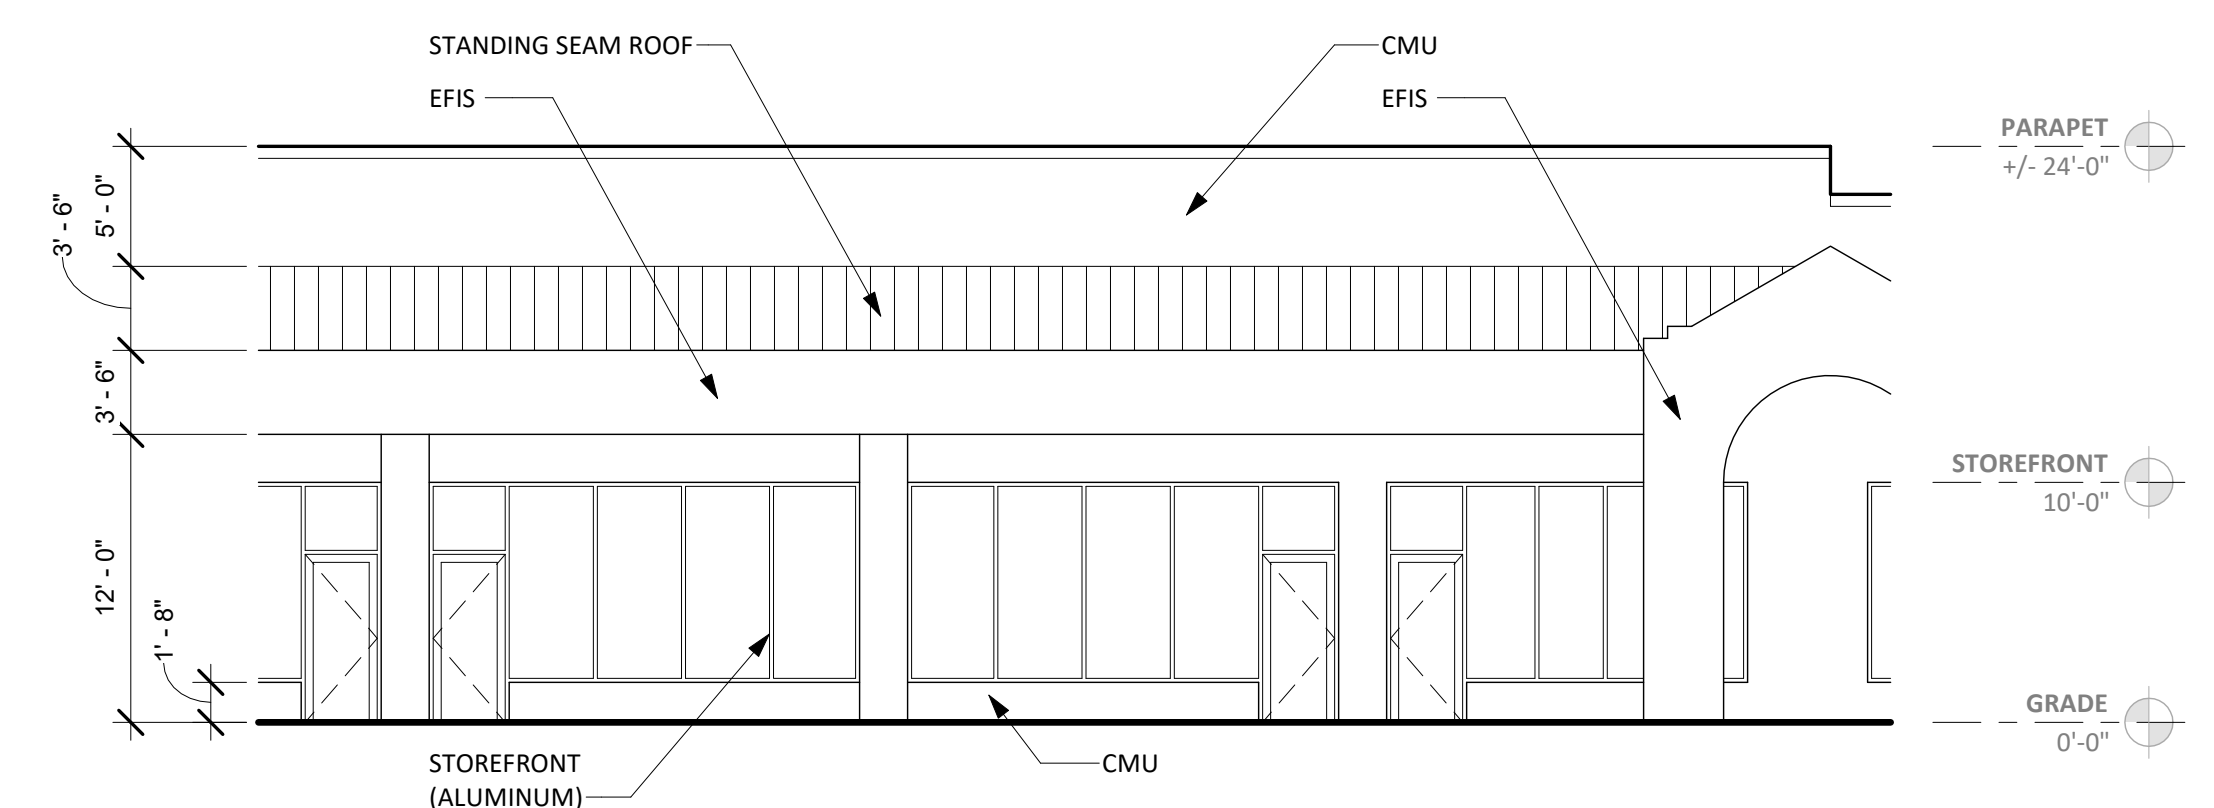 STANDING SEAM ROOF
CMU
EFIS
EFIS
PARAPET
+/- 24'-0"
5' - 0"
3' - 6"
3' - 6"
STOREFRONT
10'-0"
12' - 0"
1' - 8"
GRADE
0'-0"
STOREFRONT
(ALUMINUM)
CMU